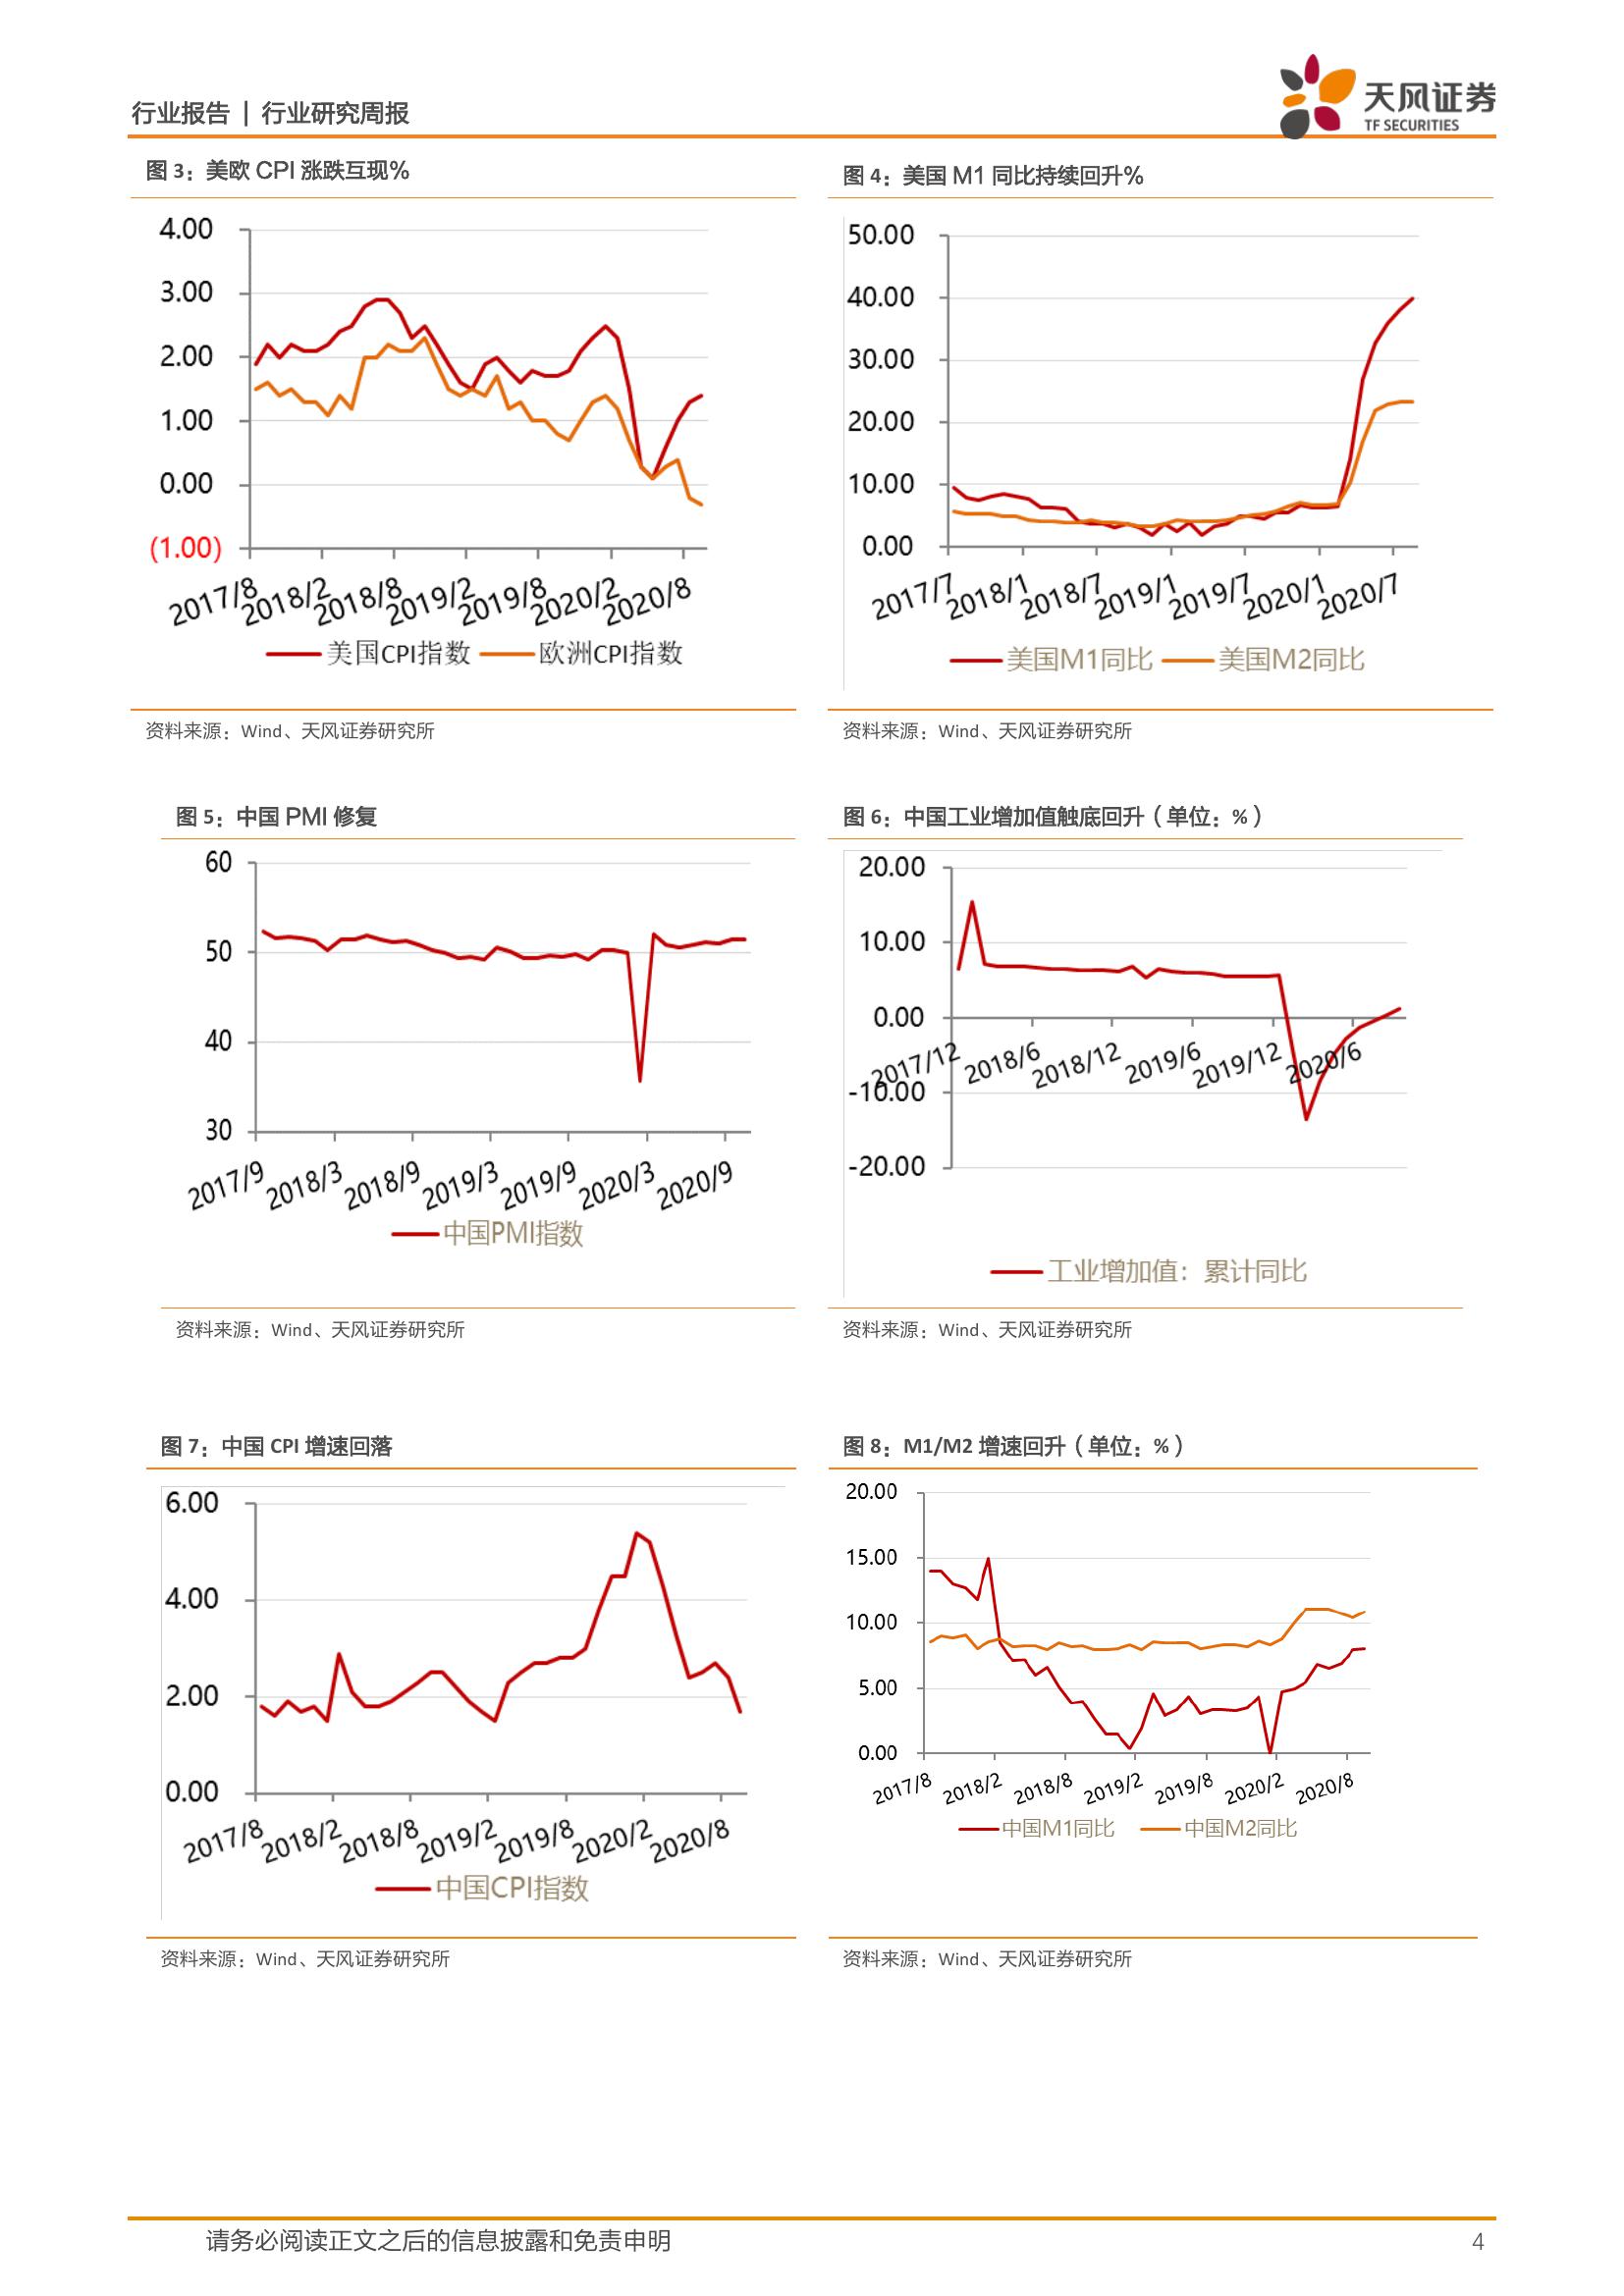 行业报告 | 行业研究周报
天风证券
TF SECURITIES
图 3：美欧 CPI 涨跌互现%
4.00
3.00
2.00
1.00
0.00
(1.00)
2017/8
2018/2
2018/8
2019/2
2019/8
2020/2
2020/8
美国CPI指数
欧洲CPI指数
资料来源：Wind、天风证券研究所
图 4：美国 M1 同比持续回升%
50.00
40.00
30.00
20.00
10.00
0.00
2017/7
2018/1
2018/7
2019/1
2019/7
2020/1
2020/7
美国M1同比
美国M2同比
资料来源：Wind、天风证券研究所
图 5：中国 PMI 修复
60
50
40
30
2017/9
2018/3
2018/9
2019/3
2019/9
2020/3
2020/9
中国PMI指数
资料来源：Wind、天风证券研究所
图 6：中国工业增加值触底回升（单位：%）
20.00
10.00
0.00
-10.00
-20.00
2017/12
2018/6
2018/12
2019/6
2019/12
2020/6
工业增加值：累计同比
资料来源：Wind、天风证券研究所
图 7：中国 CPI 增速回落
6.00
4.00
2.00
0.00
2017/8
2018/2
2018/8
2019/2
2019/8
2020/2
2020/8
中国CPI指数
资料来源：Wind、天风证券研究所
图 8：M1/M2 增速回升（单位：%）
20.00
15.00
10.00
5.00
0.00
2017/8
2018/2
2018/8
2019/2
2019/8
2020/2
2020/8
中国M1同比
中国M2同比
资料来源：Wind、天风证券研究所
请务必阅读正文之后的信息披露和免责申明
4